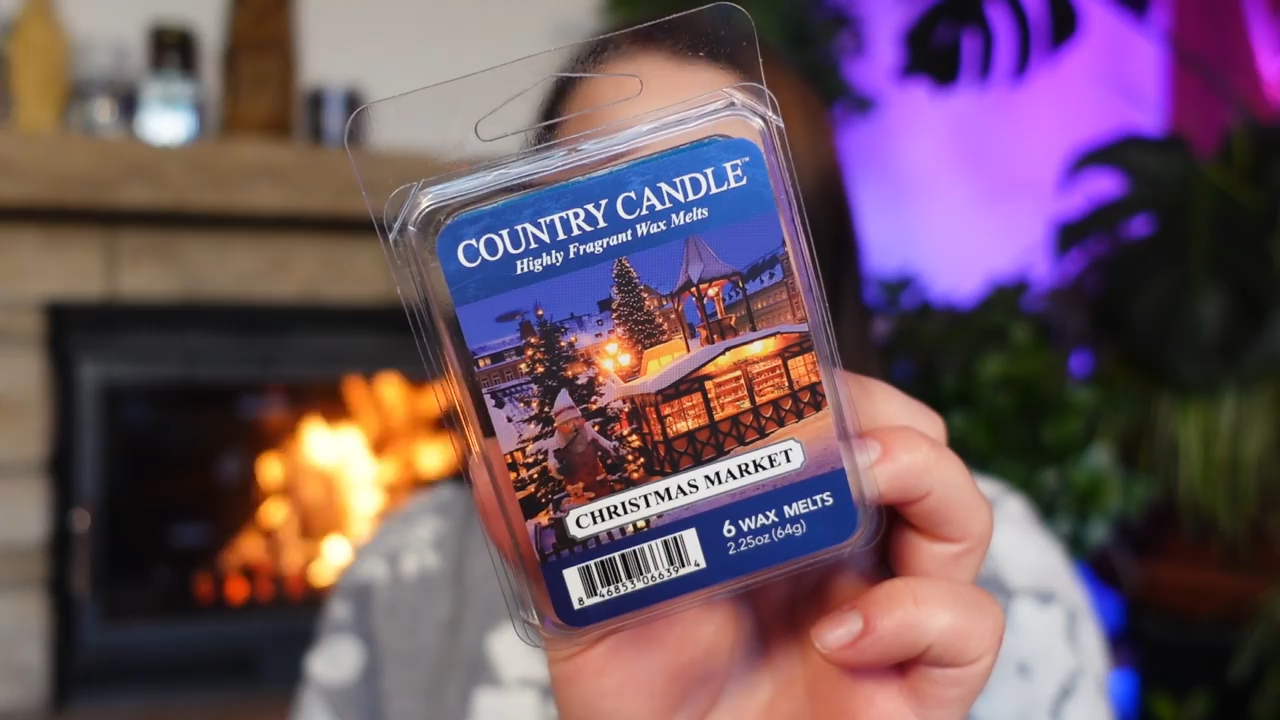 COUNTRY CANDLE™
Highly Fragrant Wax Melts
CHRISTMAS MARKET
6 WAX MELTS
2.25oz (64g)
8 46853 06639 4